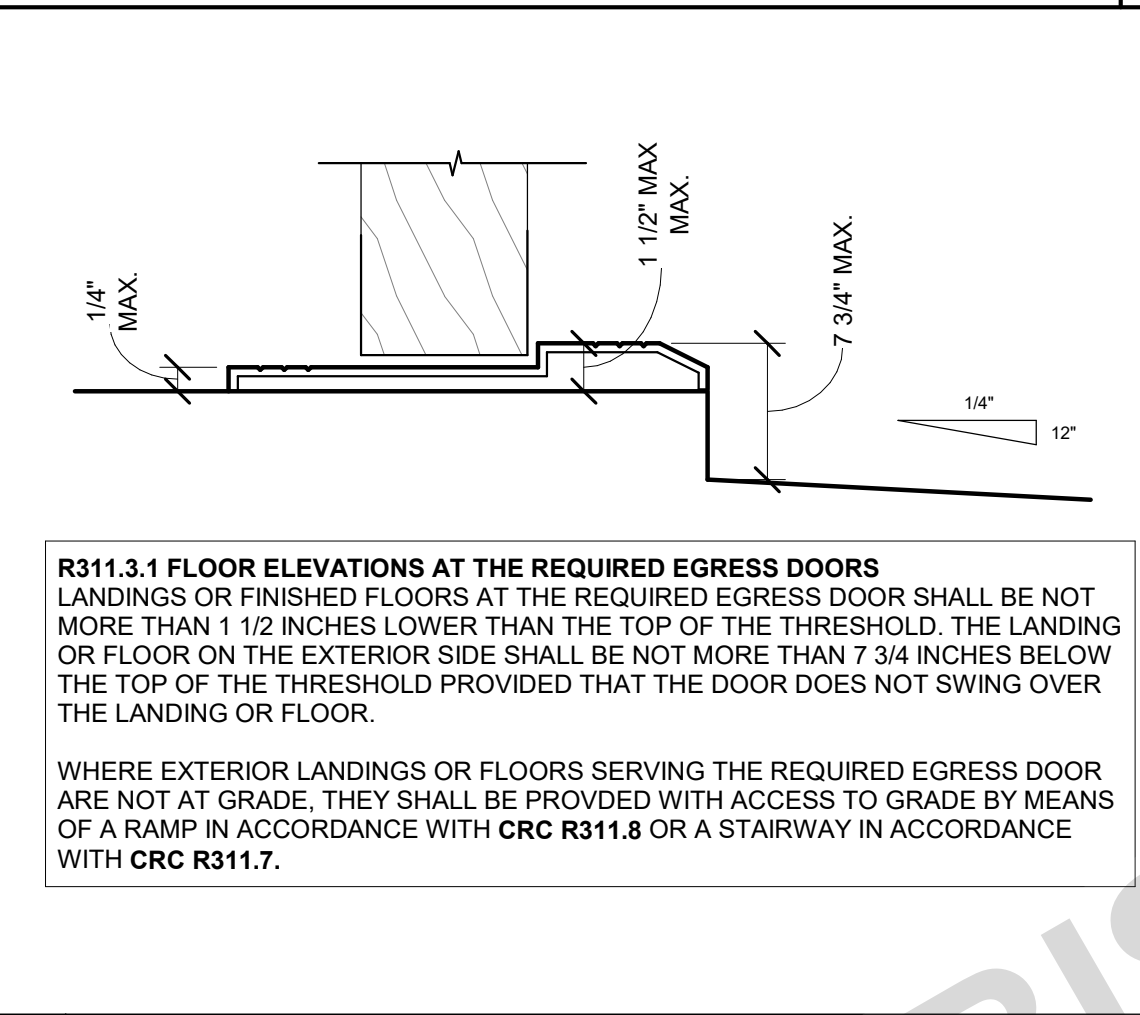 1/4"
MAX.
1 1/2" MAX
MAX.
7 3/4" MAX.
1/4"
12"
R311.3.1 FLOOR ELEVATIONS AT THE REQUIRED EGRESS DOORS
LANDINGS OR FINISHED FLOORS AT THE REQUIRED EGRESS DOOR SHALL BE NOT
MORE THAN 1 1/2 INCHES LOWER THAN THE TOP OF THE THRESHOLD. THE LANDING
OR FLOOR ON THE EXTERIOR SIDE SHALL BE NOT MORE THAN 7 3/4 INCHES BELOW
THE TOP OF THE THRESHOLD PROVIDED THAT THE DOOR DOES NOT SWING OVER
THE LANDING OR FLOOR.
WHERE EXTERIOR LANDINGS OR FLOORS SERVING THE REQUIRED EGRESS DOOR
ARE NOT AT GRADE, THEY SHALL BE PROVDED WITH ACCESS TO GRADE BY MEANS
OF A RAMP IN ACCORDANCE WITH CRC R311.8 OR A STAIRWAY IN ACCORDANCE
WITH CRC R311.7.